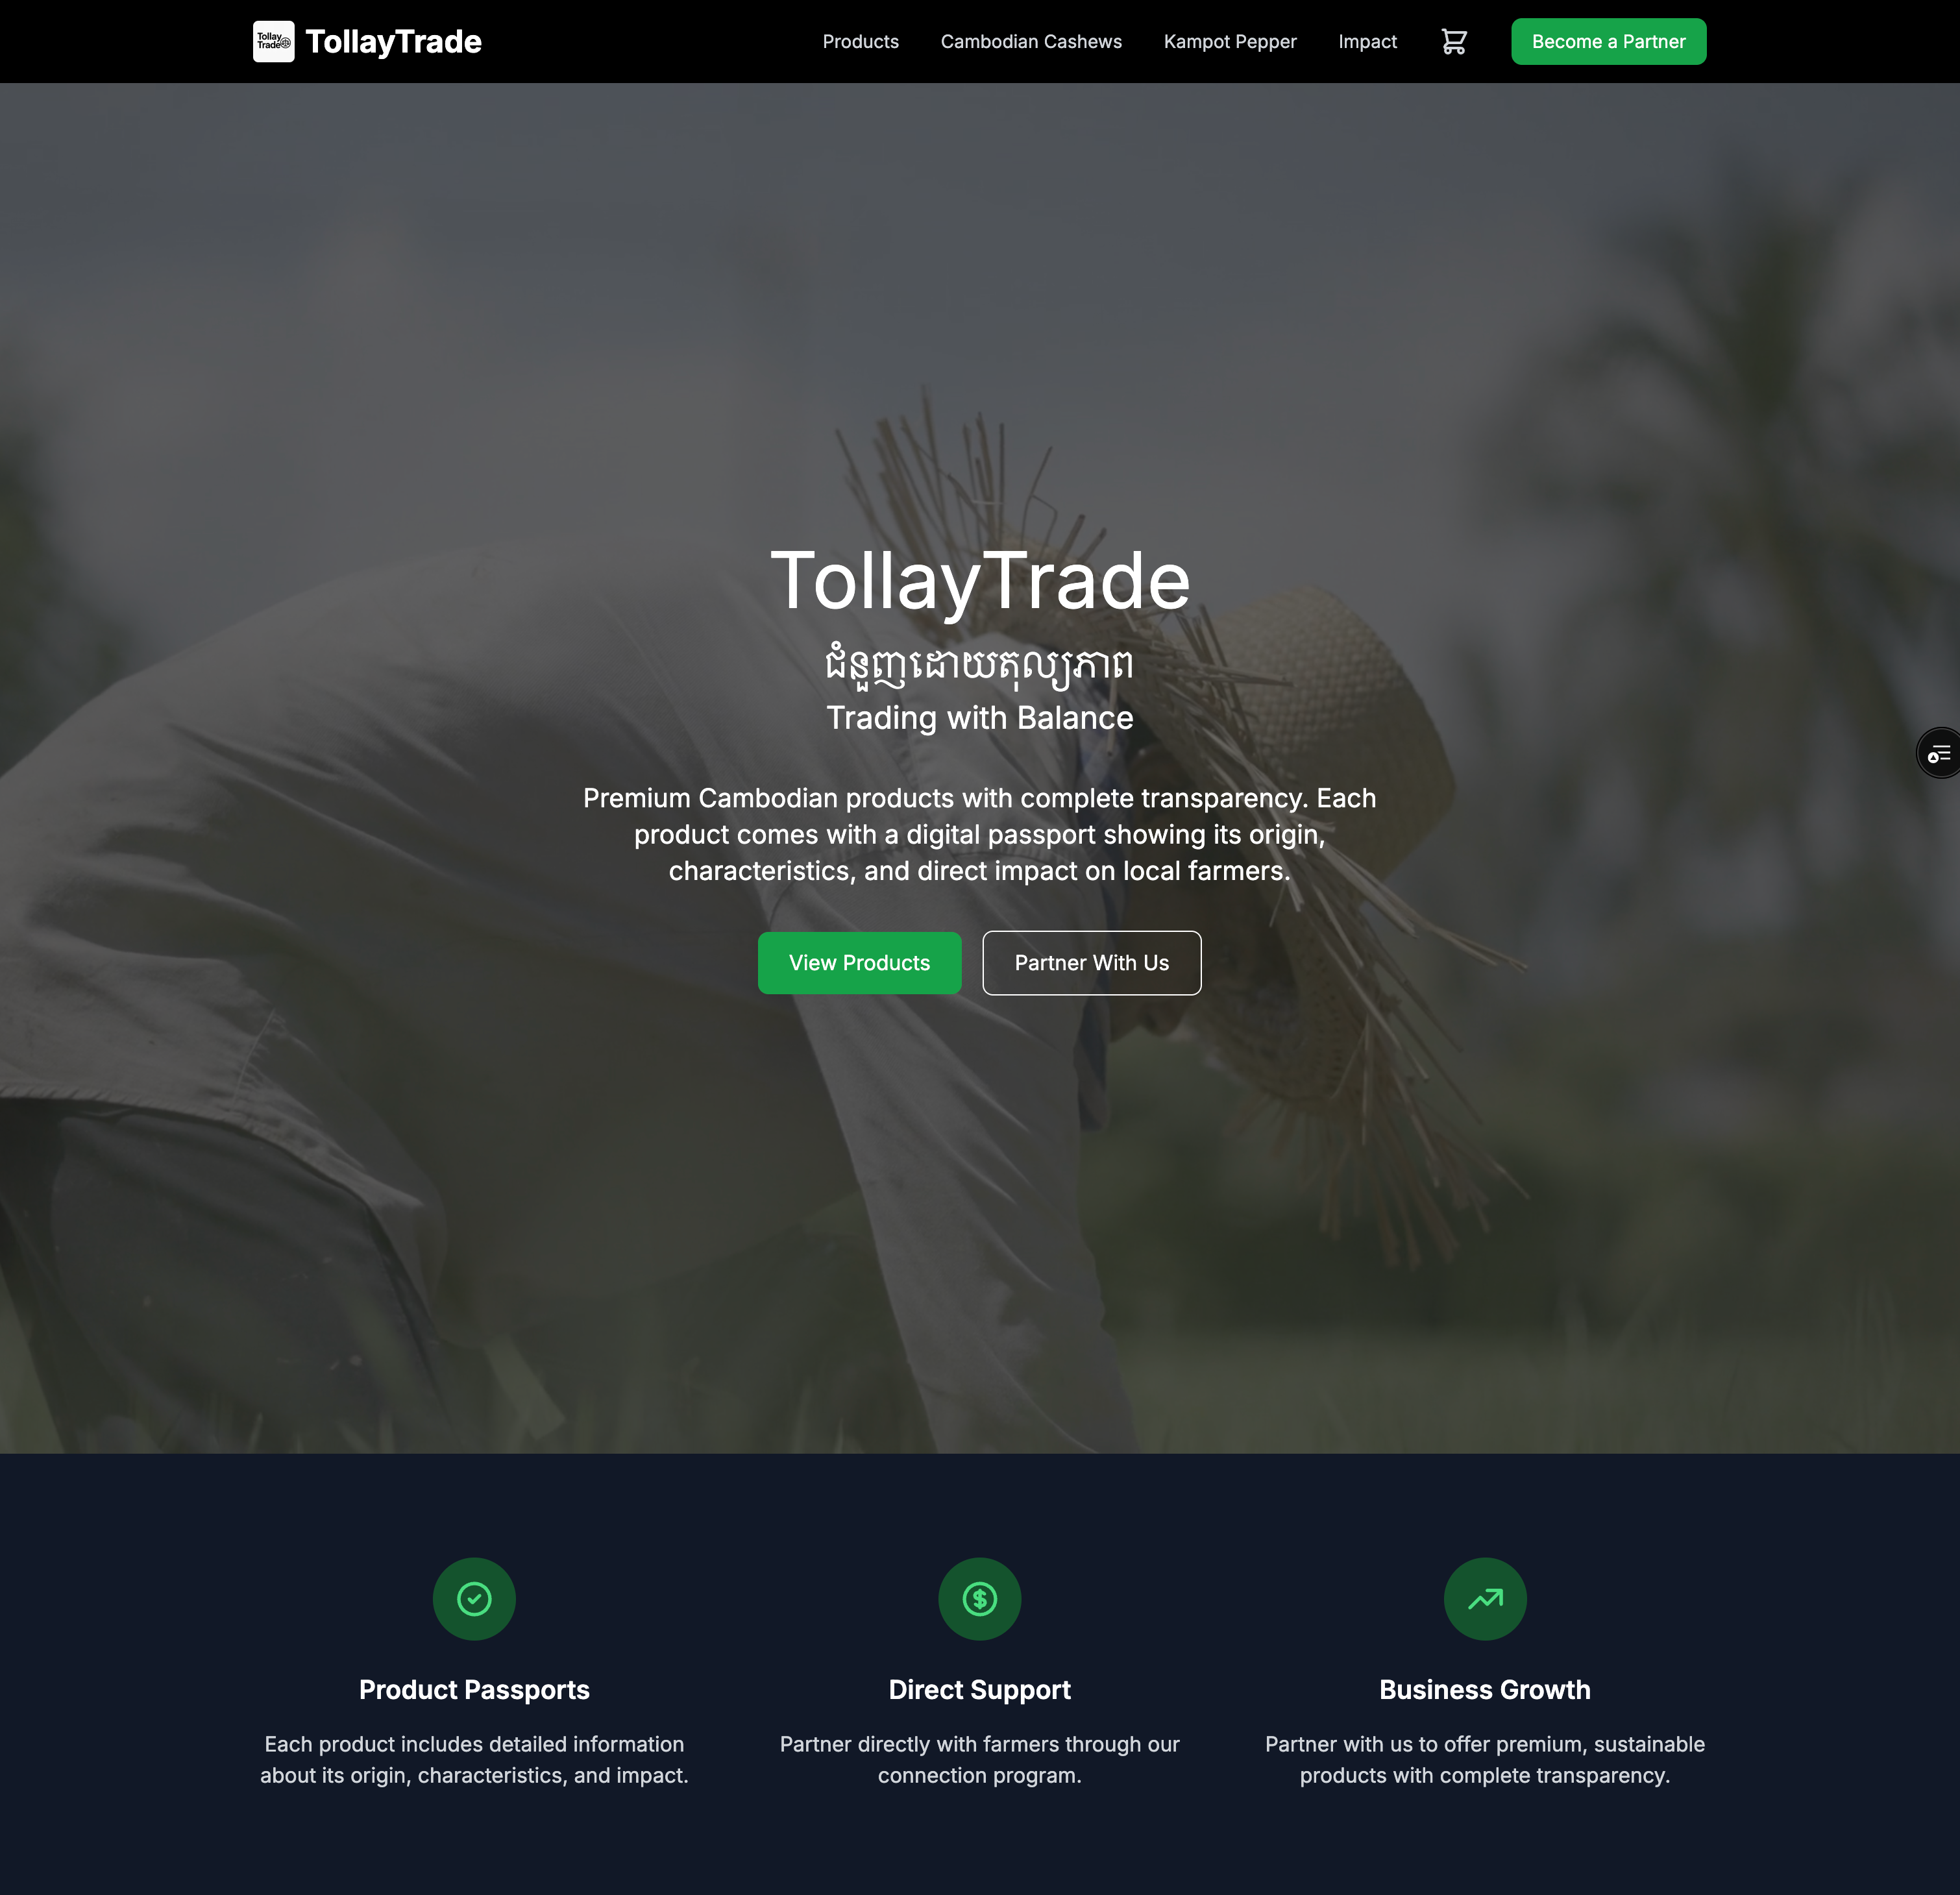 Tollay
Trade
TollayTrade
Products
Cambodian Cashews
Kampot Pepper
Impact
Become a Partner
TollayTrade
ជំនួញដោយតុល្យភាព
Trading with Balance
Premium Cambodian products with complete transparency. Each
product comes with a digital passport showing its origin,
characteristics, and direct impact on local farmers.
View Products
Partner With Us
Product Passports
Each product includes detailed information
about its origin, characteristics, and impact.
Direct Support
Partner directly with farmers through our
connection program.
Business Growth
Partner with us to offer premium, sustainable
products with complete transparency.